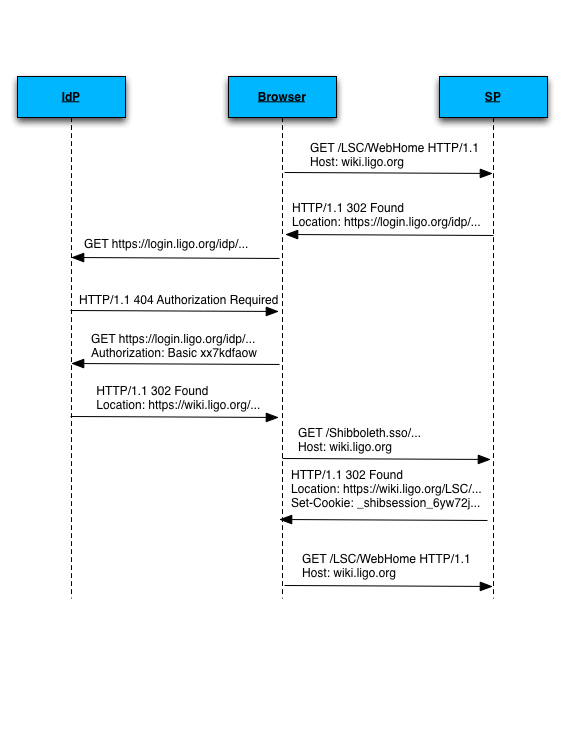 IdP
Browser
SP
GET /LSC/WebHome HTTP/1.1
Host: wiki.ligo.org
HTTP/1.1 302 Found
Location: https://login.ligo.org/idp/...
GET https://login.ligo.org/idp/...
HTTP/1.1 404 Authorization Required
GET https://login.ligo.org/idp/...
Authorization: Basic xx7kdfaow
HTTP/1.1 302 Found
Location: https://wiki.ligo.org/...
GET /Shibboleth.sso/...
Host: wiki.ligo.org
HTTP/1.1 302 Found
Location: https://wiki.ligo.org/LSC/...
Set-Cookie: _shibsession_6yw72j...
GET /LSC/WebHome HTTP/1.1
Host: wiki.ligo.org